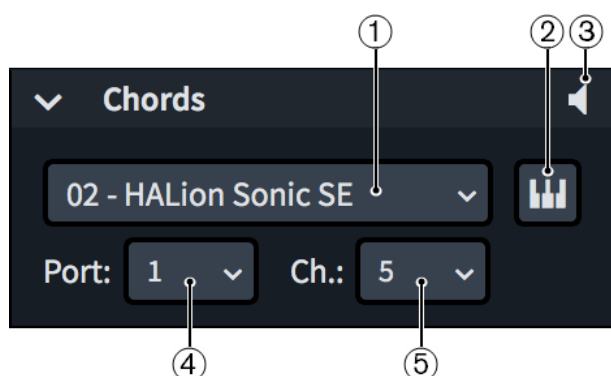 ① ② ③
Chords
02 - HALion Sonic SE
Port: 1 Ch.: 5
④ ⑤